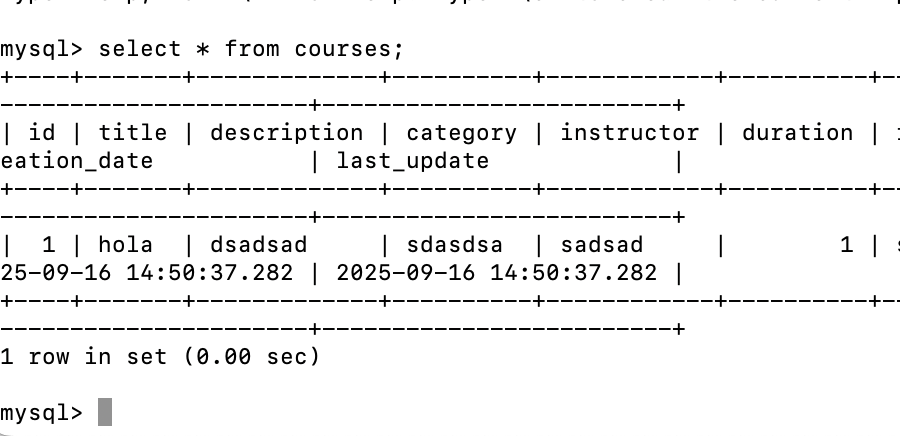 mysql> select * from courses;
+----+-------+-------------+----------+------------+----------+--
----------------------+-------------------------+
| id | title | description | category | instructor | duration |
eation_date           | last_update             |
+----+-------+-------------+----------+------------+----------+--
----------------------+-------------------------+
|  1 | hola  | dsadsad     | sdasdsa  | sadsad     |        1 |
25-09-16 14:50:37.282 | 2025-09-16 14:50:37.282 |
+----+-------+-------------+----------+------------+----------+--
----------------------+-------------------------+
1 row in set (0.00 sec)
mysql>